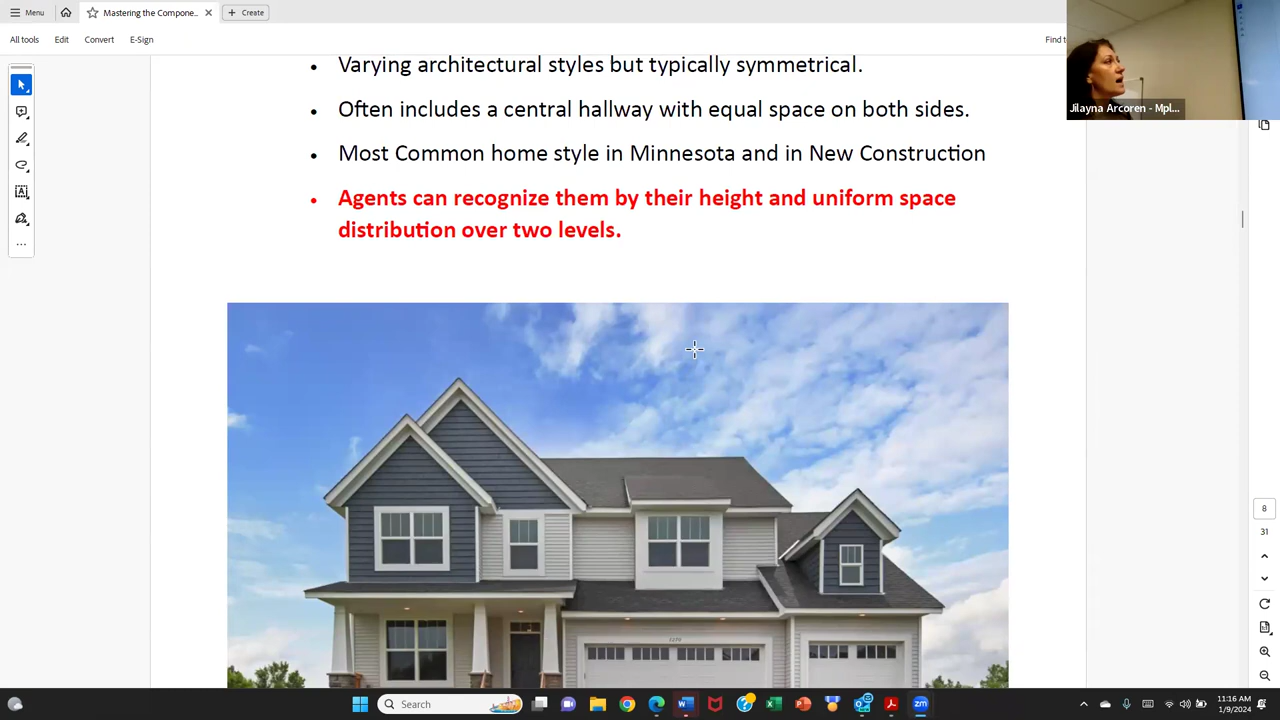 Menu
Mastering the Compone...
Create
All tools
Edit
Convert
E-Sign
Find te
Jilayna Arcoren - Mpl...
• Varying architectural styles but typically symmetrical.
• Often includes a central hallway with equal space on both sides.
• Most Common home style in Minnesota and in New Construction
• Agents can recognize them by their height and uniform space
distribution over two levels.
8
31
Search
11:16 AM
1/9/2024